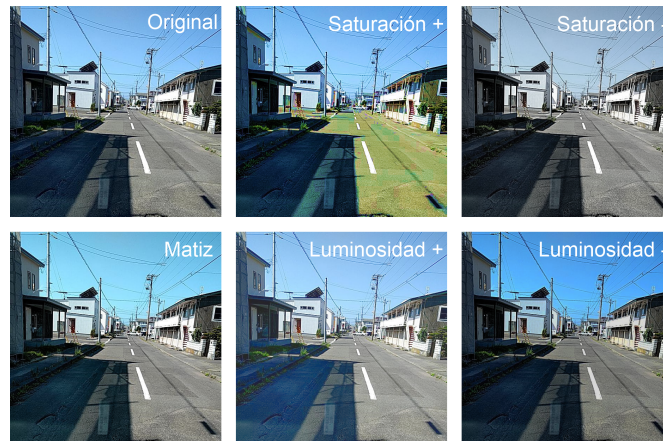 Original
Saturación +
Saturación -
Matiz
Luminosidad +
Luminosidad -